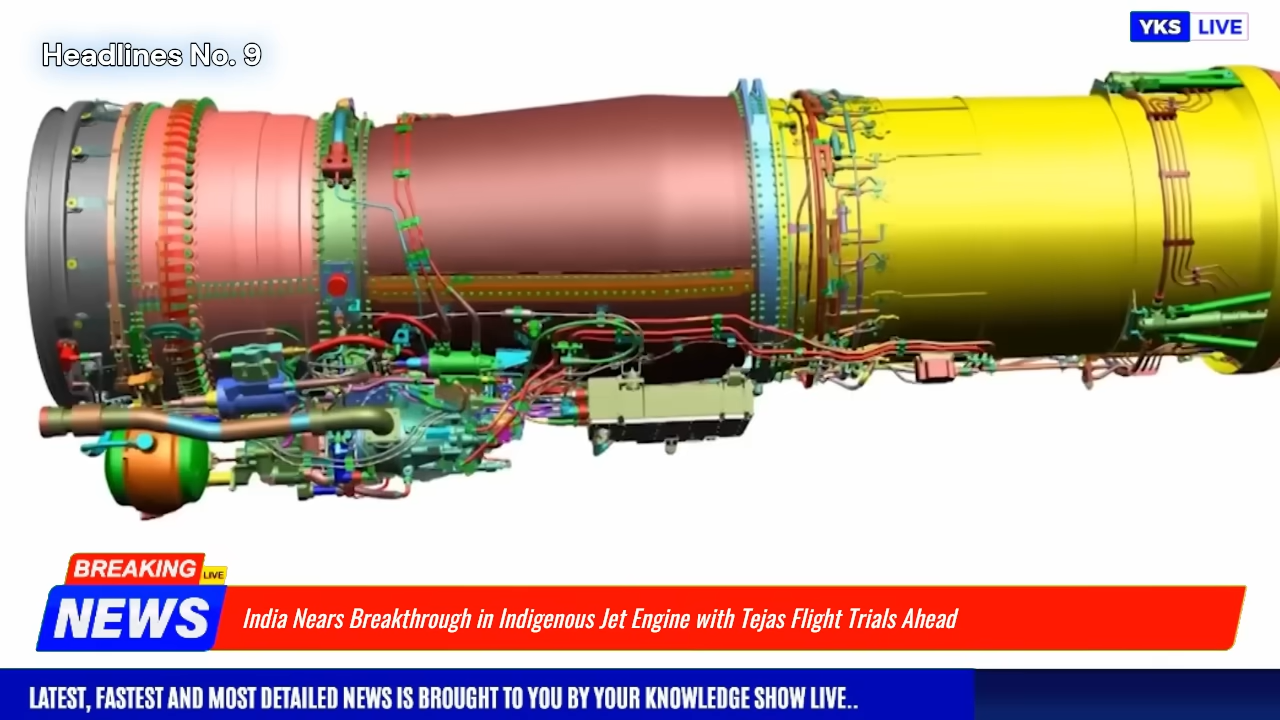 Headlines No. 9
YKS LIVE
BREAKING
LIVE
NEWS
India Nears Breakthrough in Indigenous Jet Engine with Tejas Flight Trials Ahead
LATEST, FASTEST AND MOST DETAILED NEWS IS BROUGHT TO YOU BY YOUR KNOWLEDGE SHOW LIVE..